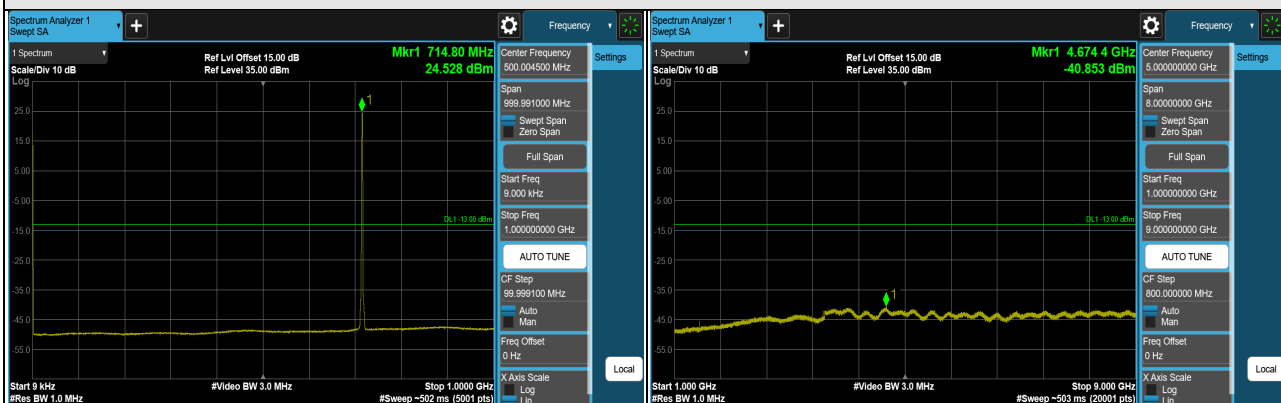 Spectrum Analyzer 1
Swept SA
+
Frequency
1 Spectrum
Scale/Div 10 dB
Log
Ref Lvl Offset 15.00 dB
Ref Level 35.00 dBm
Mkr1 714.80 MHz
24.528 dBm
1
25.0
15.0
5.00
-5.00
-15.0
-25.0
-35.0
-45.0
-55.0
DL1 -13.00 dBm
Start 9 kHz
#Res BW 1.0 MHz
#Video BW 3.0 MHz
Stop 1.0000 GHz
#Sweep ~502 ms (5001 pts)
Center Frequency
500.004500 MHz
Span
999.991000 MHz
Swept Span
Zero Span
Full Span
Start Freq
9.000 kHz
Stop Freq
1.000000000 GHz
AUTO TUNE
CF Step
99.999100 MHz
Auto
Man
Freq Offset
0 Hz
X Axis Scale
Log
Lin
Settings
Local
Spectrum Analyzer 1
Swept SA
+
Frequency
1 Spectrum
Scale/Div 10 dB
Log
Ref Lvl Offset 15.00 dB
Ref Level 35.00 dBm
Mkr1 4.674 4 GHz
-40.853 dBm
1
25.0
15.0
5.00
-5.00
-15.0
-25.0
-35.0
-45.0
-55.0
DL1 -13.00 dBm
Start 1.000 GHz
#Res BW 1.0 MHz
#Video BW 3.0 MHz
Stop 9.000 GHz
#Sweep ~503 ms (20001 pts)
Center Frequency
5.000000000 GHz
Span
8.00000000 GHz
Swept Span
Zero Span
Full Span
Start Freq
1.000000000 GHz
Stop Freq
9.000000000 GHz
AUTO TUNE
CF Step
800.000000 MHz
Auto
Man
Freq Offset
0 Hz
X Axis Scale
Log
Lin
Settings
Local